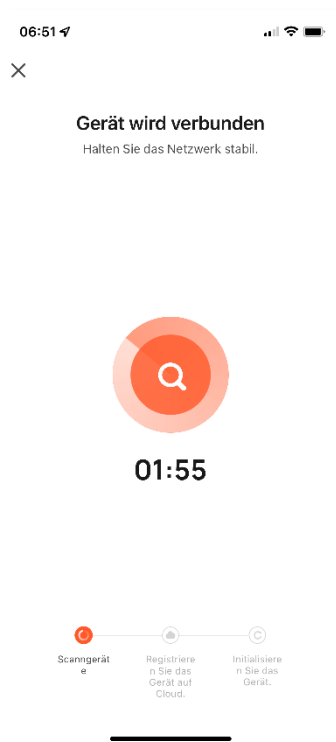 06:51
Gerät wird verbunden
Halten Sie das Netzwerk stabil.
01:55
Scanngerät
e
Registriere
n Sie das
Gerät auf
Cloud.
Initialisiere
n Sie das
Gerät.